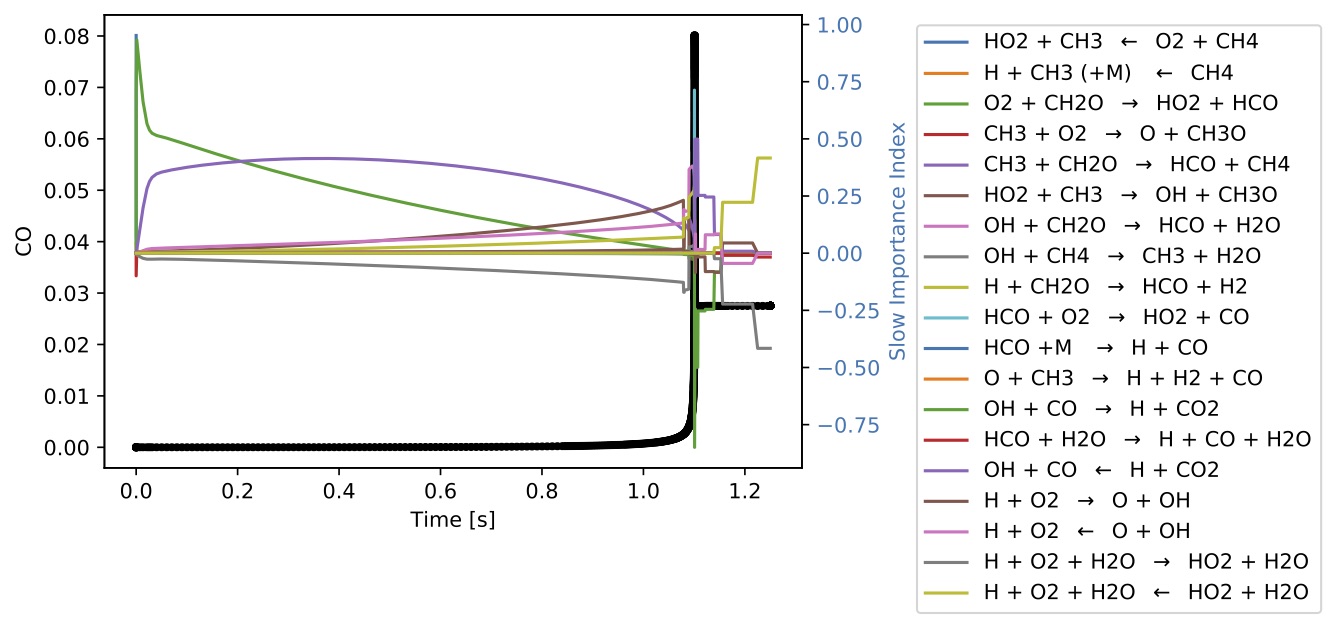 0.08
0.07
0.06
0.05
0.04
0.03
0.02
0.01
0.00
CO
0.0 0.2 0.4 0.6 0.8 1.0 1.2
Time [s]
1.00
0.75
0.50
0.25
0.00
−0.25
−0.50
−0.75
Slow Importance Index
HO2 + CH3 ← O2 + CH4
H + CH3 (+M) ← CH4
O2 + CH2O → HO2 + HCO
CH3 + O2 → O + CH3O
CH3 + CH2O → HCO + CH4
HO2 + CH3 → OH + CH3O
OH + CH2O → HCO + H2O
OH + CH4 → CH3 + H2O
H + CH2O → HCO + H2
HCO + O2 → HO2 + CO
HCO +M → H + CO
O + CH3 → H + H2 + CO
OH + CO → H + CO2
HCO + H2O → H + CO + H2O
OH + CO ← H + CO2
H + O2 → O + OH
H + O2 ← O + OH
H + O2 + H2O → HO2 + H2O
H + O2 + H2O ← HO2 + H2O